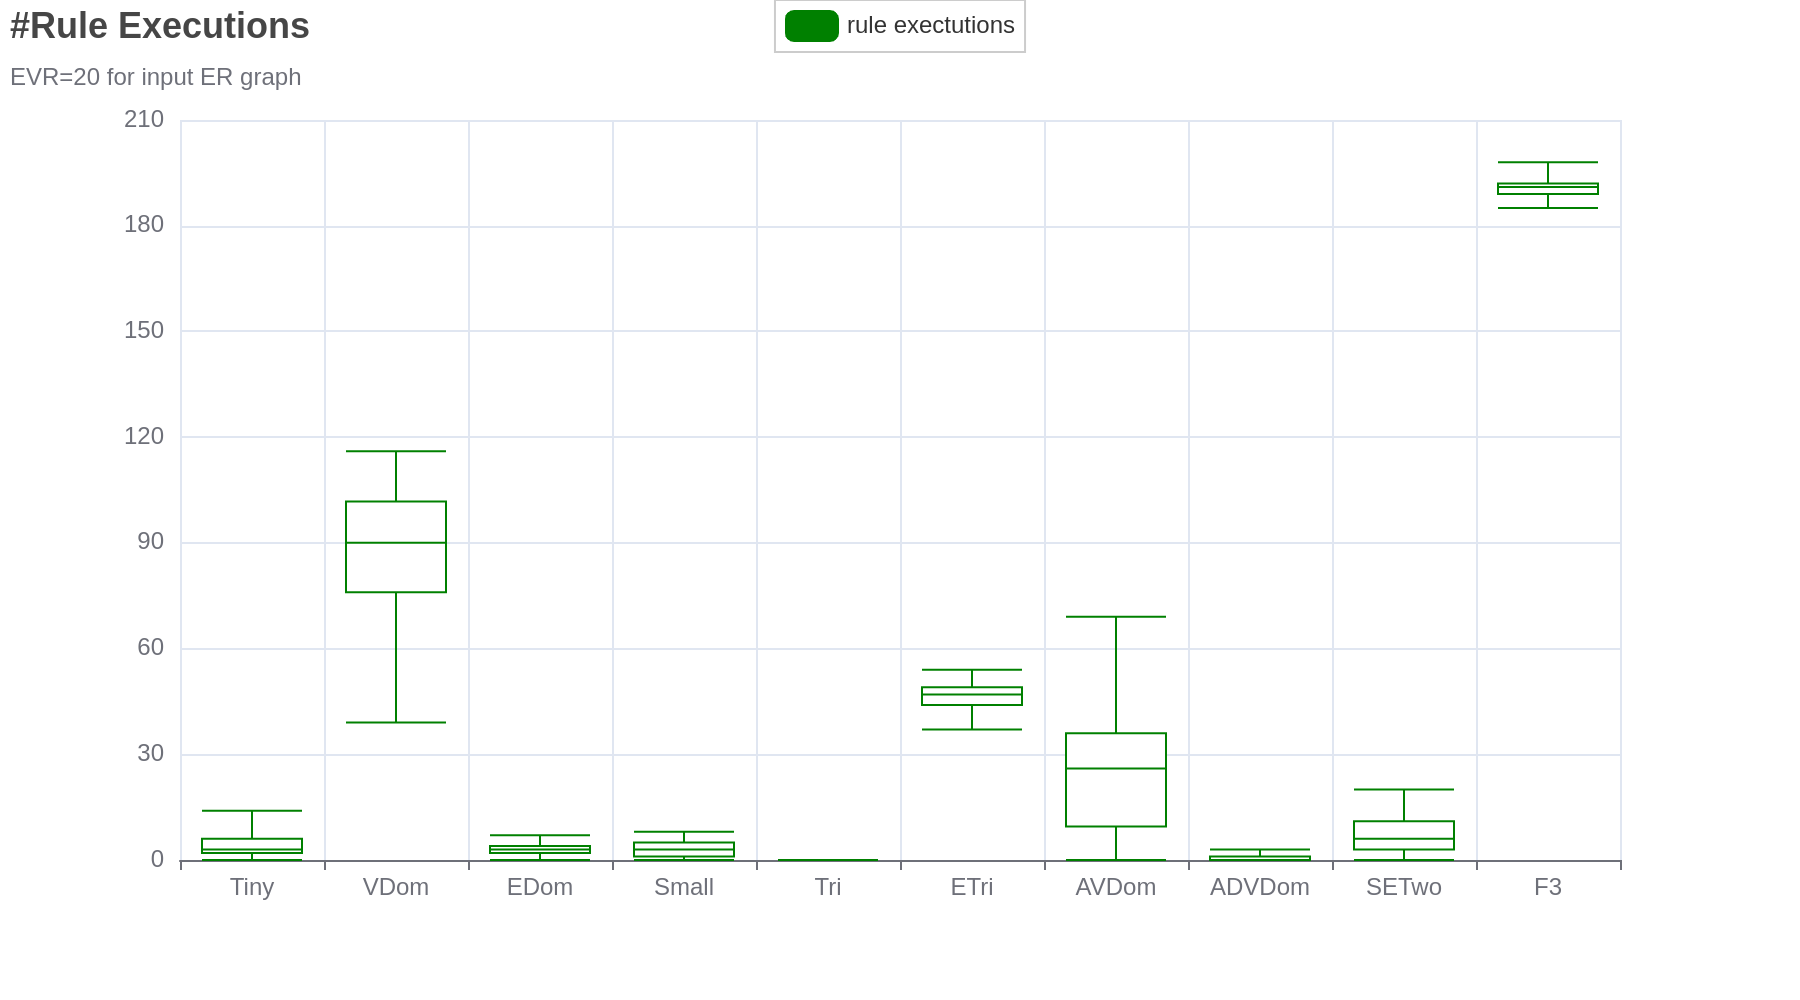 #Rule Executions
rule exectutions
EVR=20 for input ER graph
210
180
150
120
90
60
30
0
Tiny VDom EDom Small Tri ETri AVDom ADVDom SETwo F3